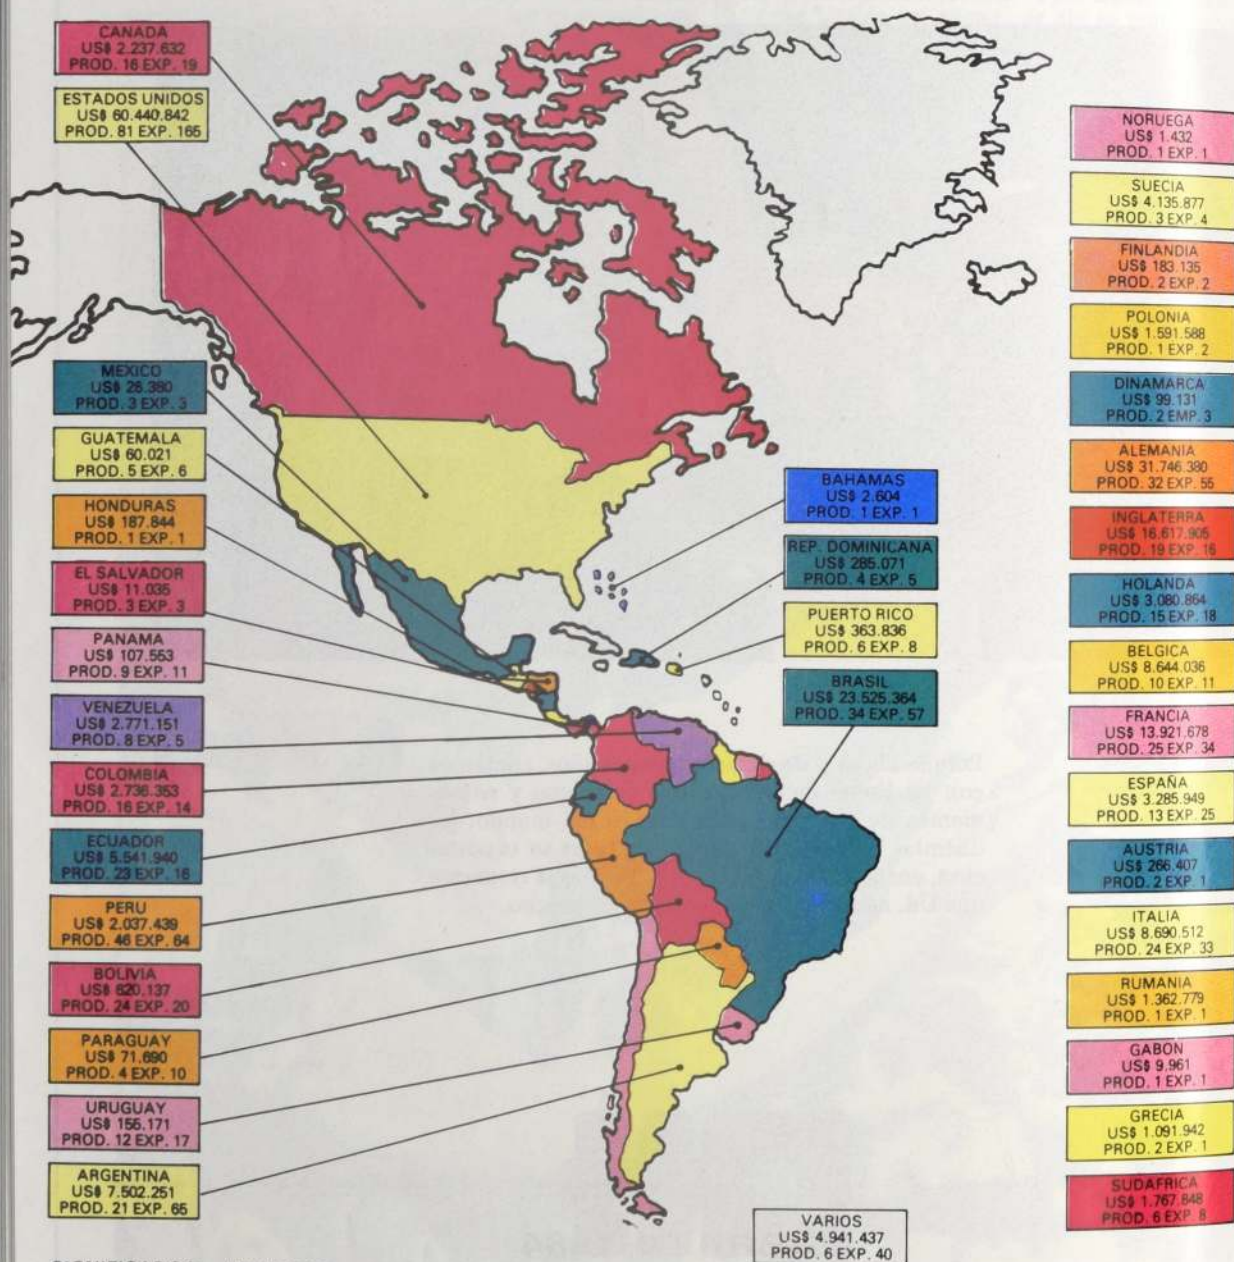 CANADA
US$ 2.237.632
PROD. 16 EXP. 19
ESTADOS UNIDOS
US$ 60.440.842
PROD. 81 EXP. 165
MEXICO
US$ 26.380
PROD. 3 EXP. 3
GUATEMALA
US$ 60.021
PROD. 5 EXP. 6
HONDURAS
US$ 187.844
PROD. 1 EXP. 1
EL SALVADOR
US$ 11.035
PROD. 3 EXP. 3
PANAMA
US$ 107.553
PROD. 9 EXP. 11
VENEZUELA
US$ 2.771.151
PROD. 8 EXP. 5
COLOMBIA
US$ 2.736.353
PROD. 16 EXP. 14
ECUADOR
US$ 5.541.940
PROD. 23 EXP. 18
PERU
US$ 2.037.439
PROD. 46 EXP. 64
BOLIVIA
US$ 620.137
PROD. 24 EXP. 20
PARAGUAY
US$ 71.690
PROD. 4 EXP. 10
URUGUAY
US$ 156.171
PROD. 12 EXP. 17
ARGENTINA
US$ 7.502.251
PROD. 21 EXP. 65
BAHAMAS
US$ 2.604
PROD. 1 EXP. 1
REP. DOMINICANA
US$ 285.071
PROD. 4 EXP. 5
PUERTO RICO
US$ 363.836
PROD. 6 EXP. 8
BRASIL
US$ 23.525.364
PROD. 34 EXP. 57
VARIOS
US$ 4.941.437
PROD. 6 EXP. 40
NORUEGA
US$ 1.432
PROD. 1 EXP. 1
SUECIA
US$ 4.135.877
PROD. 3 EXP. 4
FINLANDIA
US$ 183.135
PROD. 2 EXP. 2
POLONIA
US$ 1.591.588
PROD. 1 EXP. 2
DINAMARCA
US$ 99.131
PROD. 2 EMP. 3
ALEMANIA
US$ 31.746.380
PROD. 32 EXP. 55
INGLATERRA
US$ 16.617.905
PROD. 19 EXP. 16
HOLANDA
US$ 3.080.864
PROD. 15 EXP. 18
BELGICA
US$ 8.644.036
PROD. 10 EXP. 11
FRANCIA
US$ 13.921.678
PROD. 25 EXP. 34
ESPAÑA
US$ 3.285.949
PROD. 13 EXP. 25
AUSTRIA
US$ 266.407
PROD. 2 EXP. 1
ITALIA
US$ 8.690.512
PROD. 24 EXP. 33
RUMANIA
US$ 1.362.779
PROD. 1 EXP. 1
GABON
US$ 9.961
PROD. 1 EXP. 1
GRECIA
US$ 1.091.942
PROD. 2 EXP. 1
SUDAFRICA
US$ 1.767.848
PROD. 6 EXP. 8